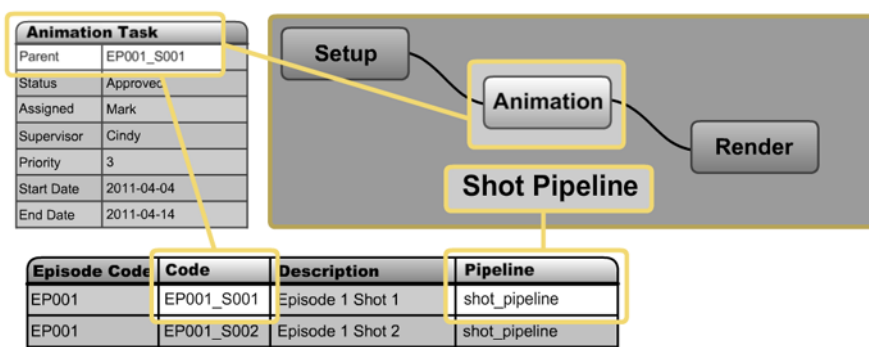 Animation Task
Parent EP001_S001
Status Approved
Assigned Mark
Supervisor Cindy
Priority 3
Start Date 2011-04-04
End Date 2011-04-14
Setup
Animation
Render
Shot Pipeline
Episode Code Code Description Pipeline
EP001 EP001_S001 Episode 1 Shot 1 shot_pipeline
EP001 EP001_S002 Episode 1 Shot 2 shot_pipeline